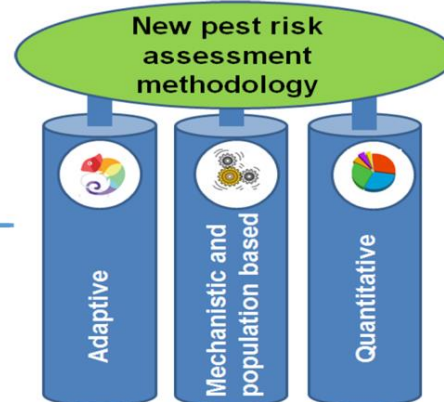 New pest risk
assessment
methodology
Adaptive
Mechanistic and
population based
Quantitative